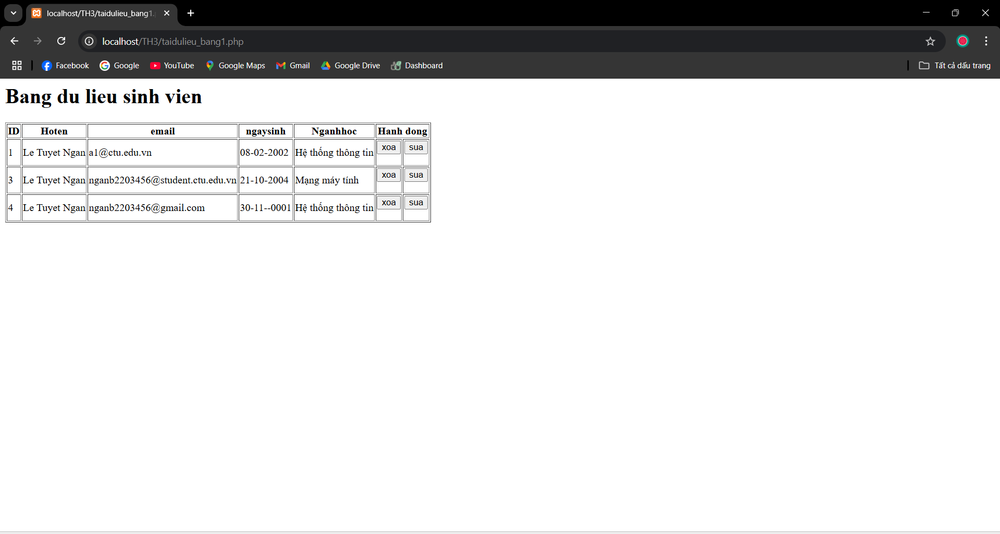 localhost/TH3/taidulieu_bang1.
localhost/TH3/taidulieu_bang1.php
Facebook Google YouTube Google Maps Gmail Google Drive Dashboard Tất cả dấu trang
Bang du lieu sinh vien
ID Hoten email ngaysinh Nganhhoc Hanh dong
1 Le Tuyet Ngan a1@ctu.edu.vn 08-02-2002 Hệ thống thông tin xoa sua
3 Le Tuyet Ngan nganb2203456@student.ctu.edu.vn 21-10-2004 Mạng máy tính xoa sua
4 Le Tuyet Ngan nganb2203456@gmail.com 30-11--0001 Hệ thống thông tin xoa sua